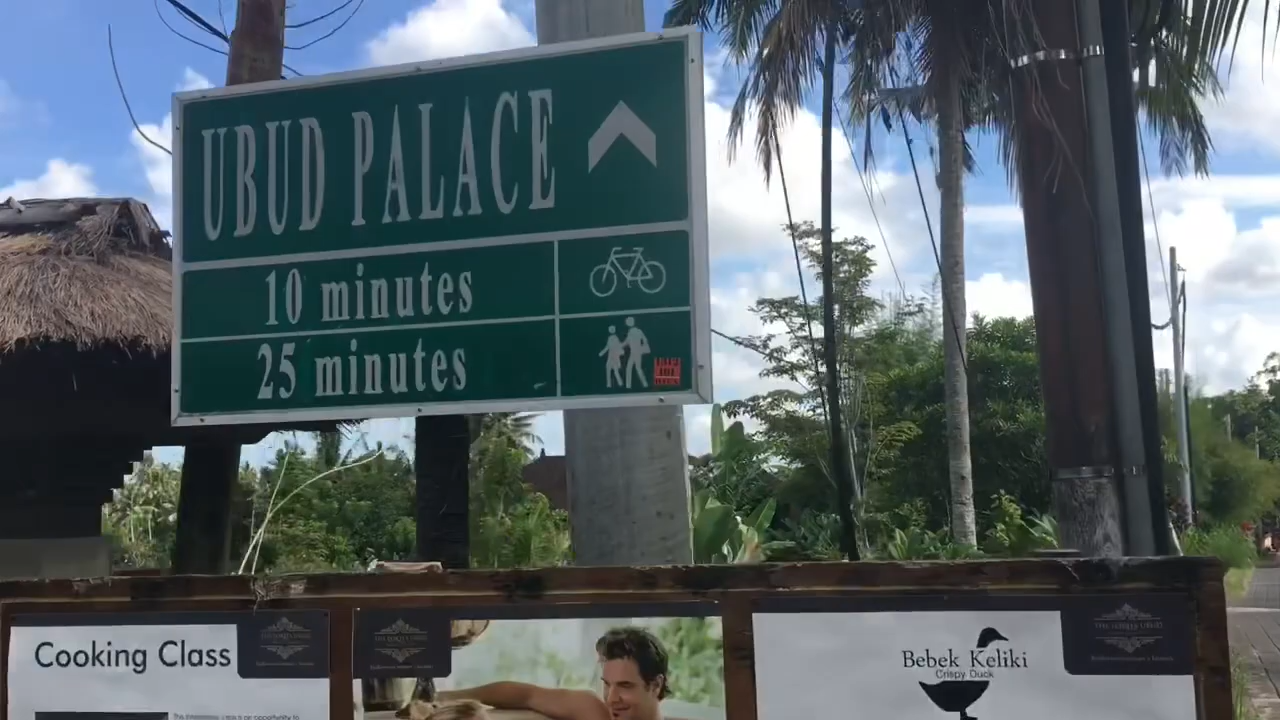 UBUD PALACE
10 minutes
25 minutes
Cooking Class
Bebek Keliki
Crispy Duck